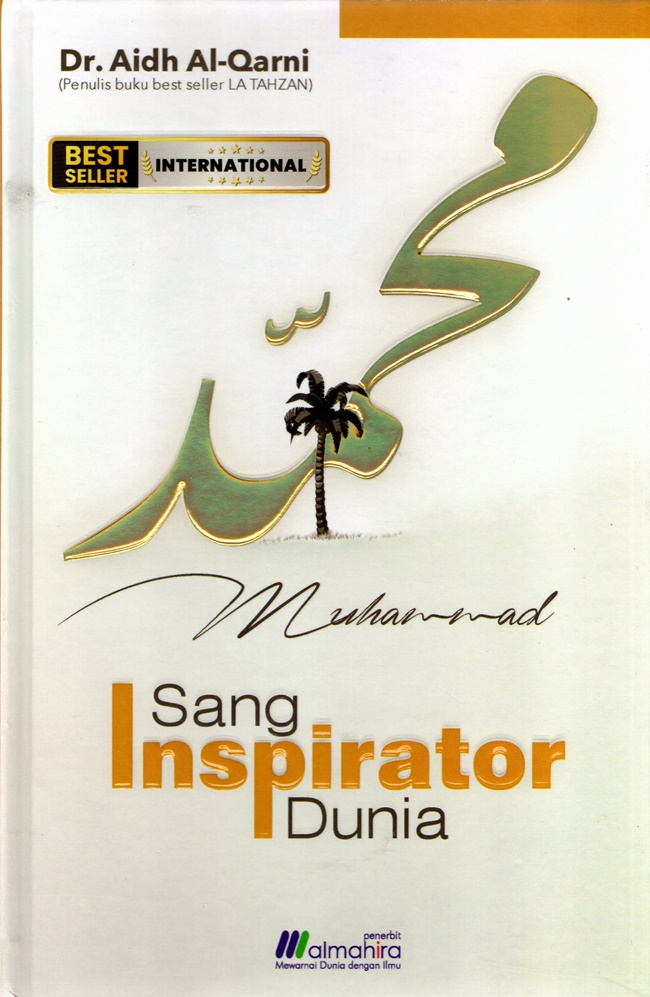 Dr. Aidh Al-Qarni
(Penulis buku best seller LA TAHZAN)
BEST
SELLER
INTERNATIONAL
محمّد
Muhammad
Sang
Inspirator
Dunia
penerbit
almahira
Mewarnai Dunia dengan Ilmu